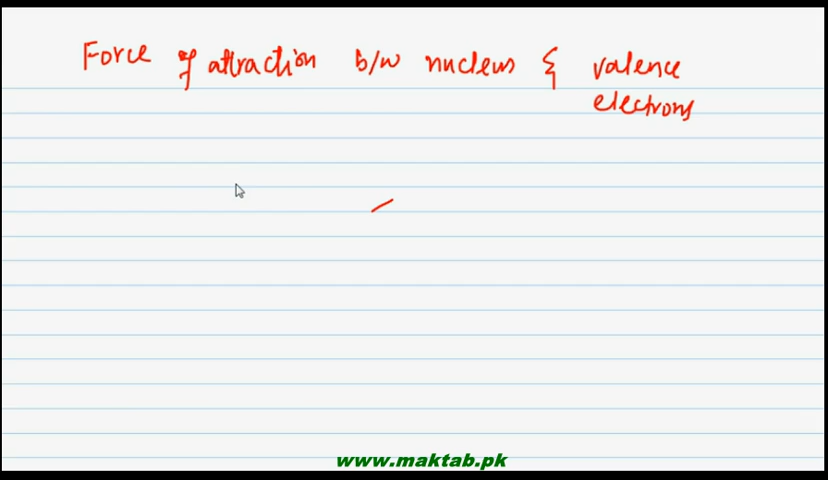 Force of attraction b/w nucleus & valence
electrons
www.maktab.pk